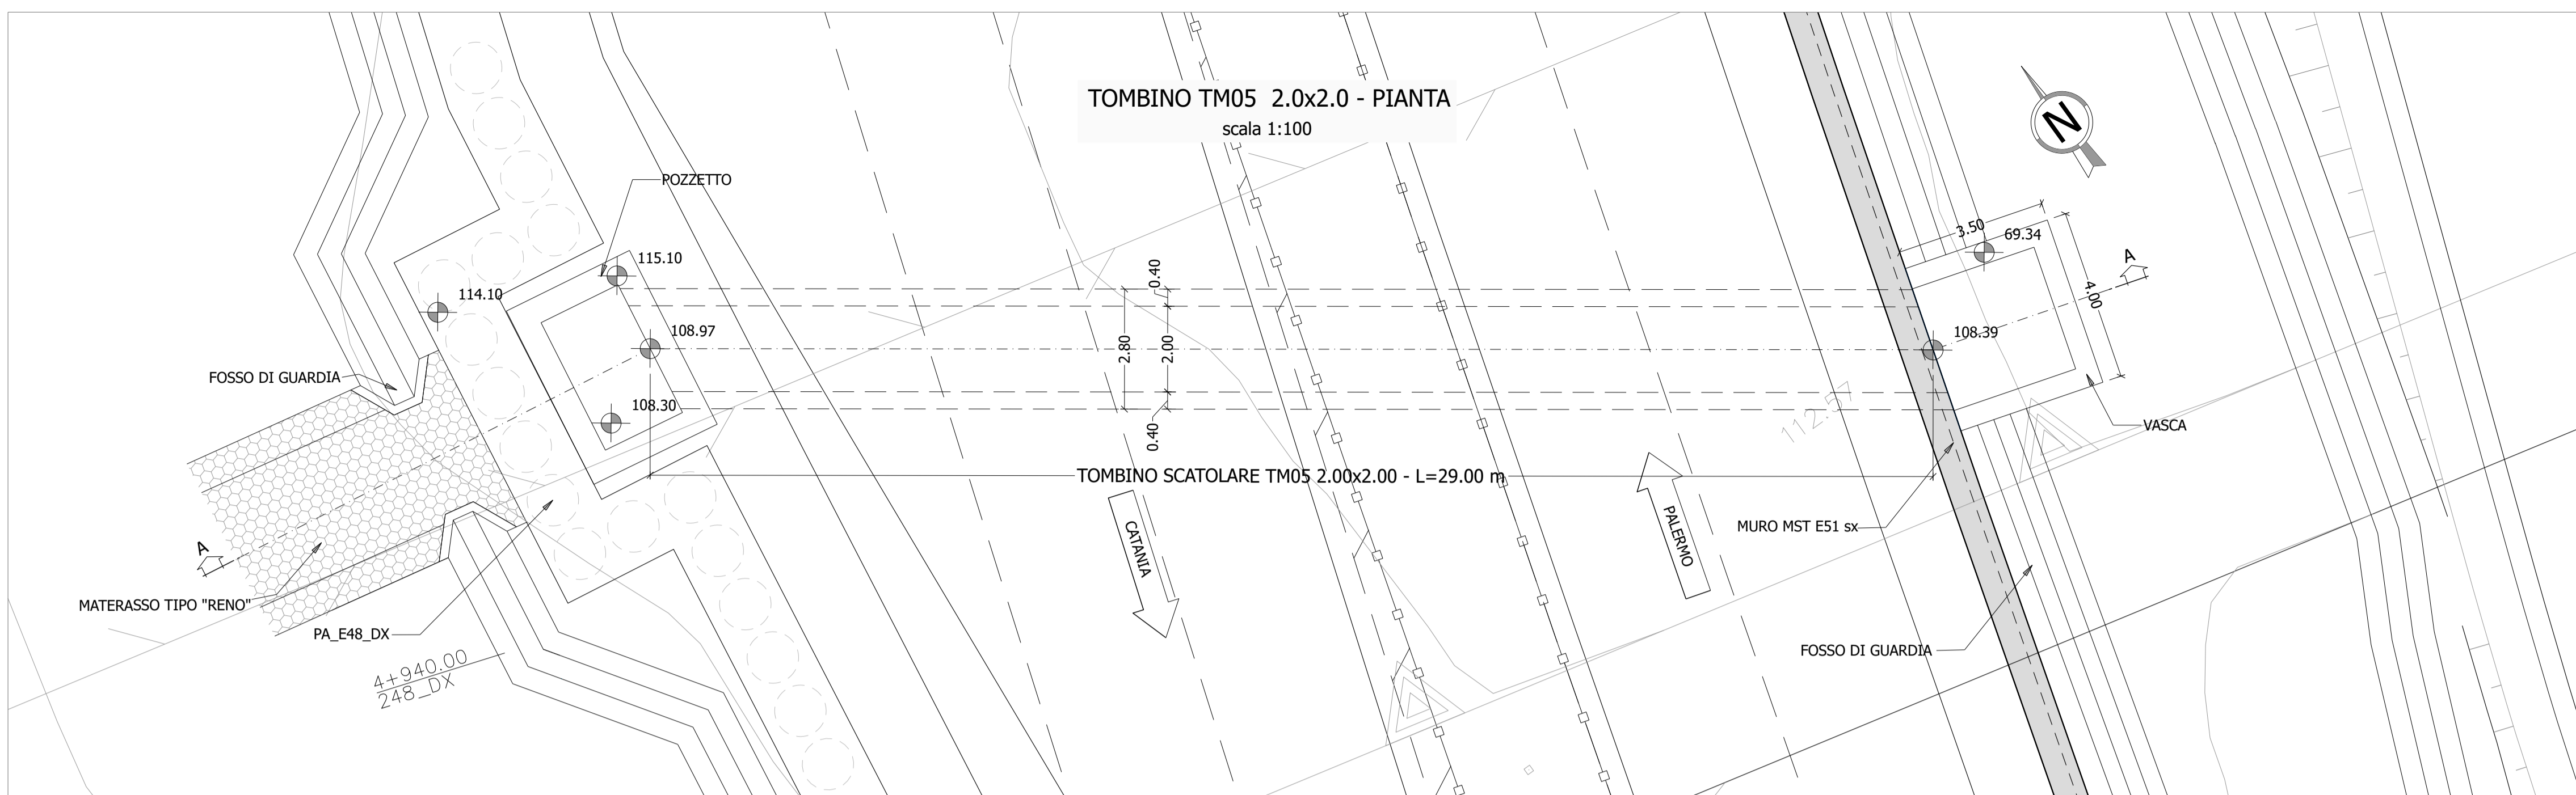 TOMBINO TM05 2.0x2.0 - PIANTA
scala 1:100
N
POZZETTO
115.10
114.10
108.97
108.30
FOSSO DI GUARDIA
0.40
2.80
2.00
0.40
3.50
69.34
4.00
A
108.39
112.57
VASCA
TOMBINO SCATOLARE TM05 2.00x2.00 - L=29.00 m
CATANIA
PALERMO
MURO MST E51 sx
A
MATERASSO TIPO "RENO"
PA_E48_DX
FOSSO DI GUARDIA
4+940.00
248_DX